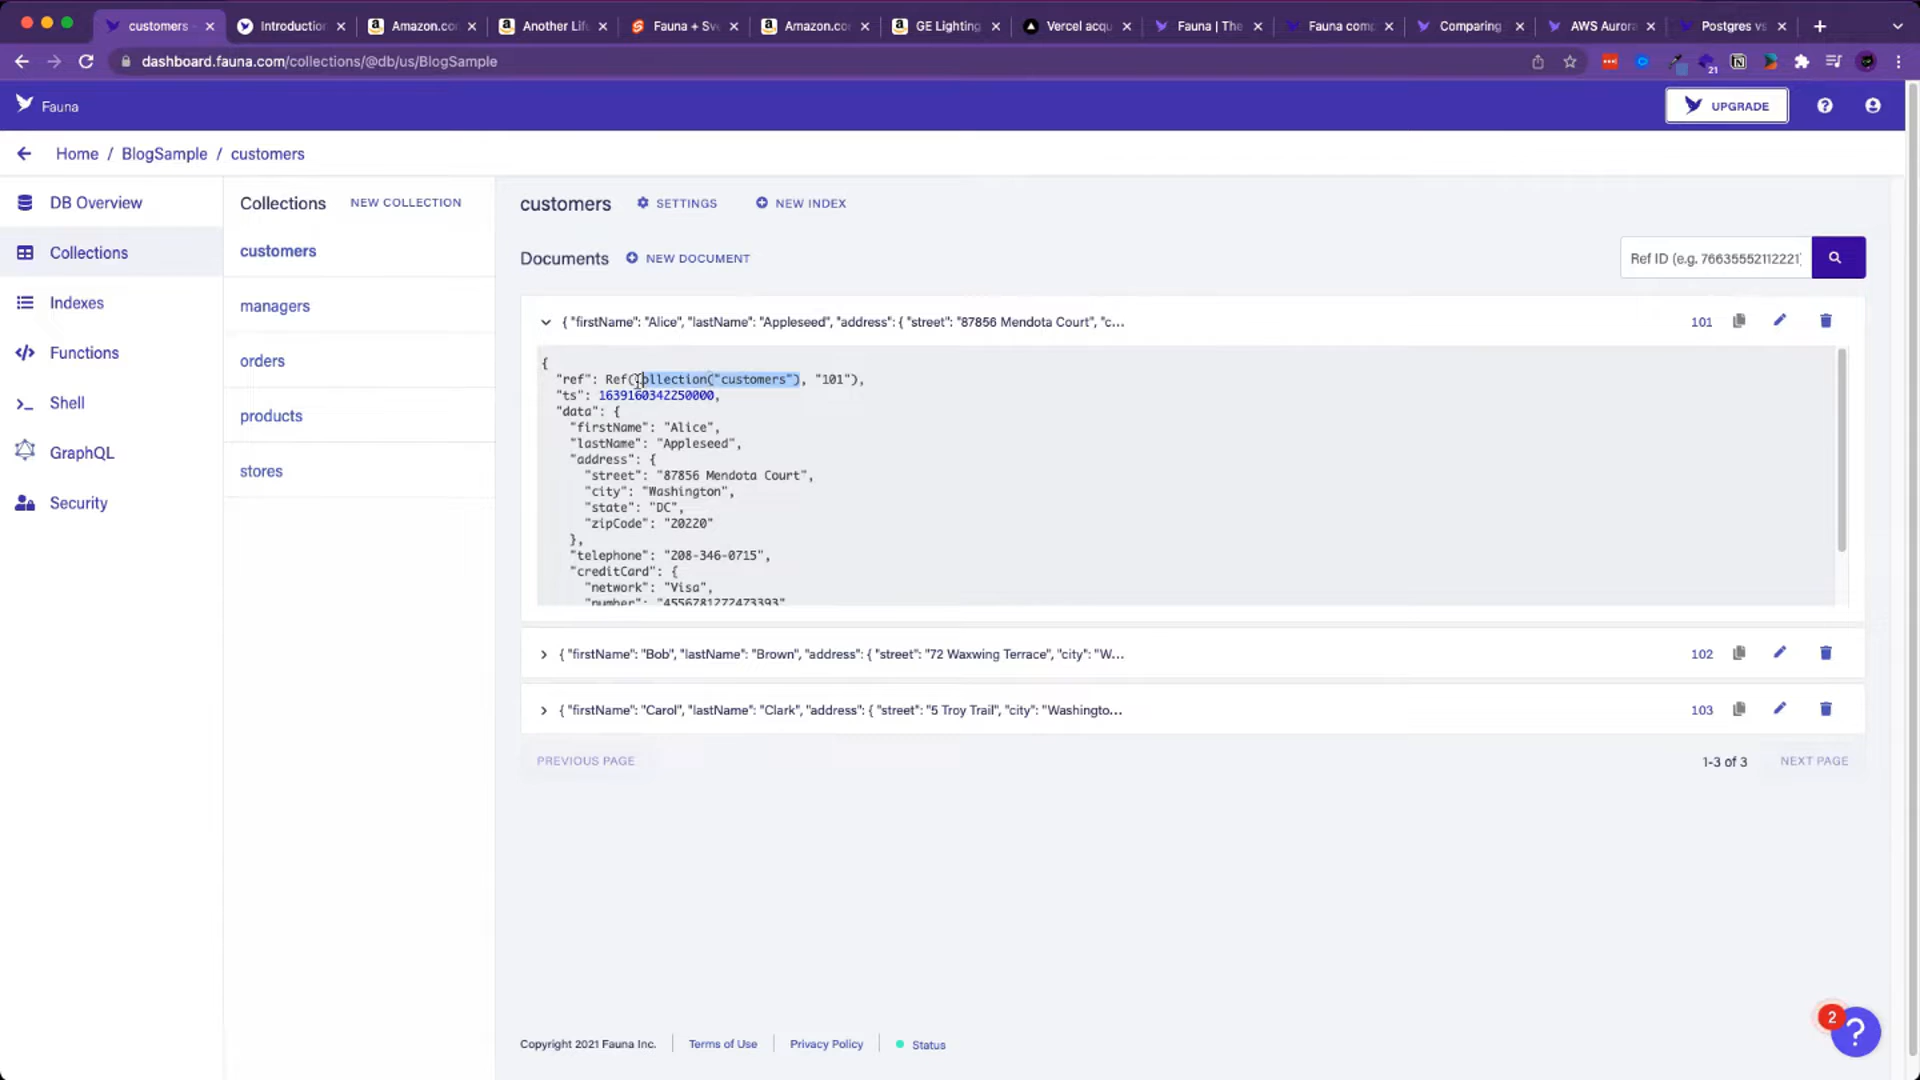 customers -
Introduction
Amazon.co
Another Life
Fauna + Sv
Amazon.co
GE Lighting
Vercel acqu
Fauna | The
Fauna comp
Comparing
AWS Aurora
Postgres vs
dashboard.fauna.com/collections/@db/us/BlogSample
21
Fauna
UPGRADE
Home / BlogSample / customers
DB Overview
Collections
Indexes
Functions
Shell
GraphQL
Security
Collections NEW COLLECTION
customers
managers
orders
products
stores
customers SETTINGS NEW INDEX
Documents NEW DOCUMENT
Ref ID (e.g. 76635552112221)
{ "firstName": "Alice", "lastName": "Appleseed", "address": { "street": "87856 Mendota Court", "c... 101
{
"ref": Ref(Collection("customers"), "101"),
"ts": 1639160342250000,
"data": {
"firstName": "Alice",
"lastName": "Appleseed",
"address": {
"street": "87856 Mendota Court",
"city": "Washington",
"state": "DC",
"zipCode": "20220"
},
"telephone": "208-346-0715",
"creditCard": {
"network": "Visa",
"number": "4556781272473393"
{ "firstName": "Bob", "lastName": "Brown", "address": { "street": "72 Waxwing Terrace", "city": "W... 102
{ "firstName": "Carol", "lastName": "Clark", "address": { "street": "5 Troy Trail", "city": "Washingto... 103
PREVIOUS PAGE
1-3 of 3 NEXT PAGE
Copyright 2021 Fauna Inc. Terms of Use Privacy Policy Status
2